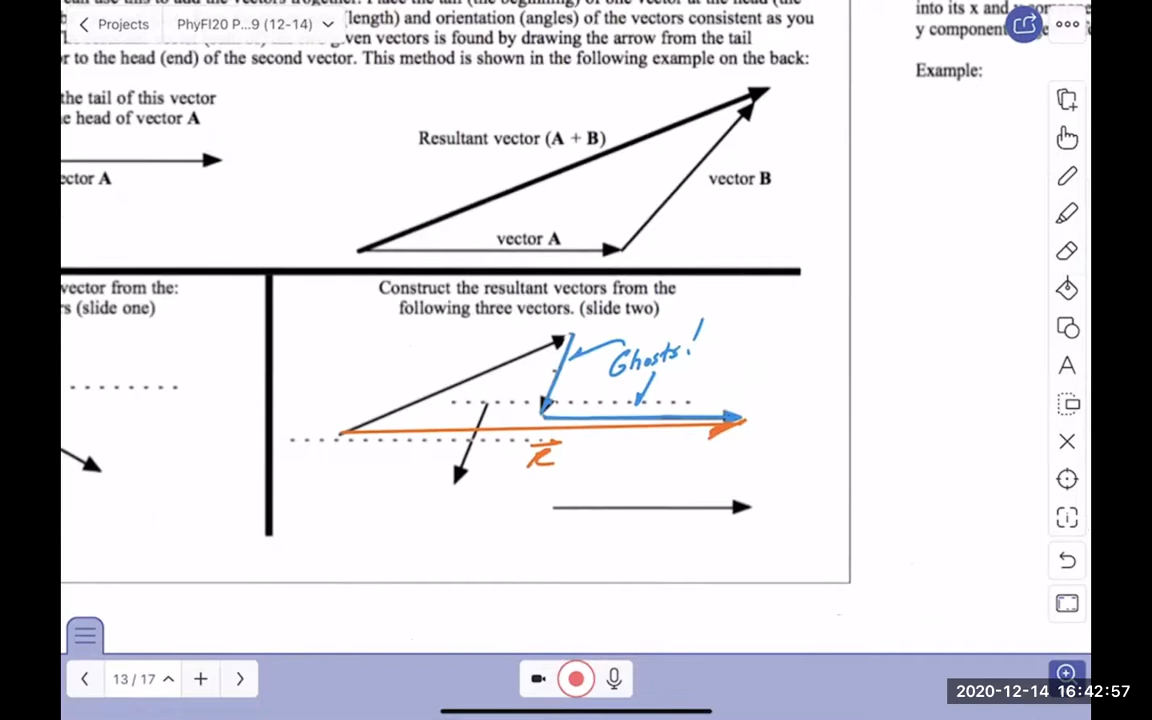 Projects
PhyFl20 P...9 (12-14)
length) and orientation (angles) of the vectors consistent as you
ven vectors is found by drawing the arrow from the tail
r to the head (end) of the second vector. This method is shown in the following example on the back:
the tail of this vector
e head of vector A
ector A
Resultant vector (A + B)
vector B
vector A
into its x and
y component
Example:
vector from the:
s (slide one)
Construct the resultant vectors from the
following three vectors. (slide two)
Ghosts!
R
A
13 / 17
2020-12-14 16:42:57